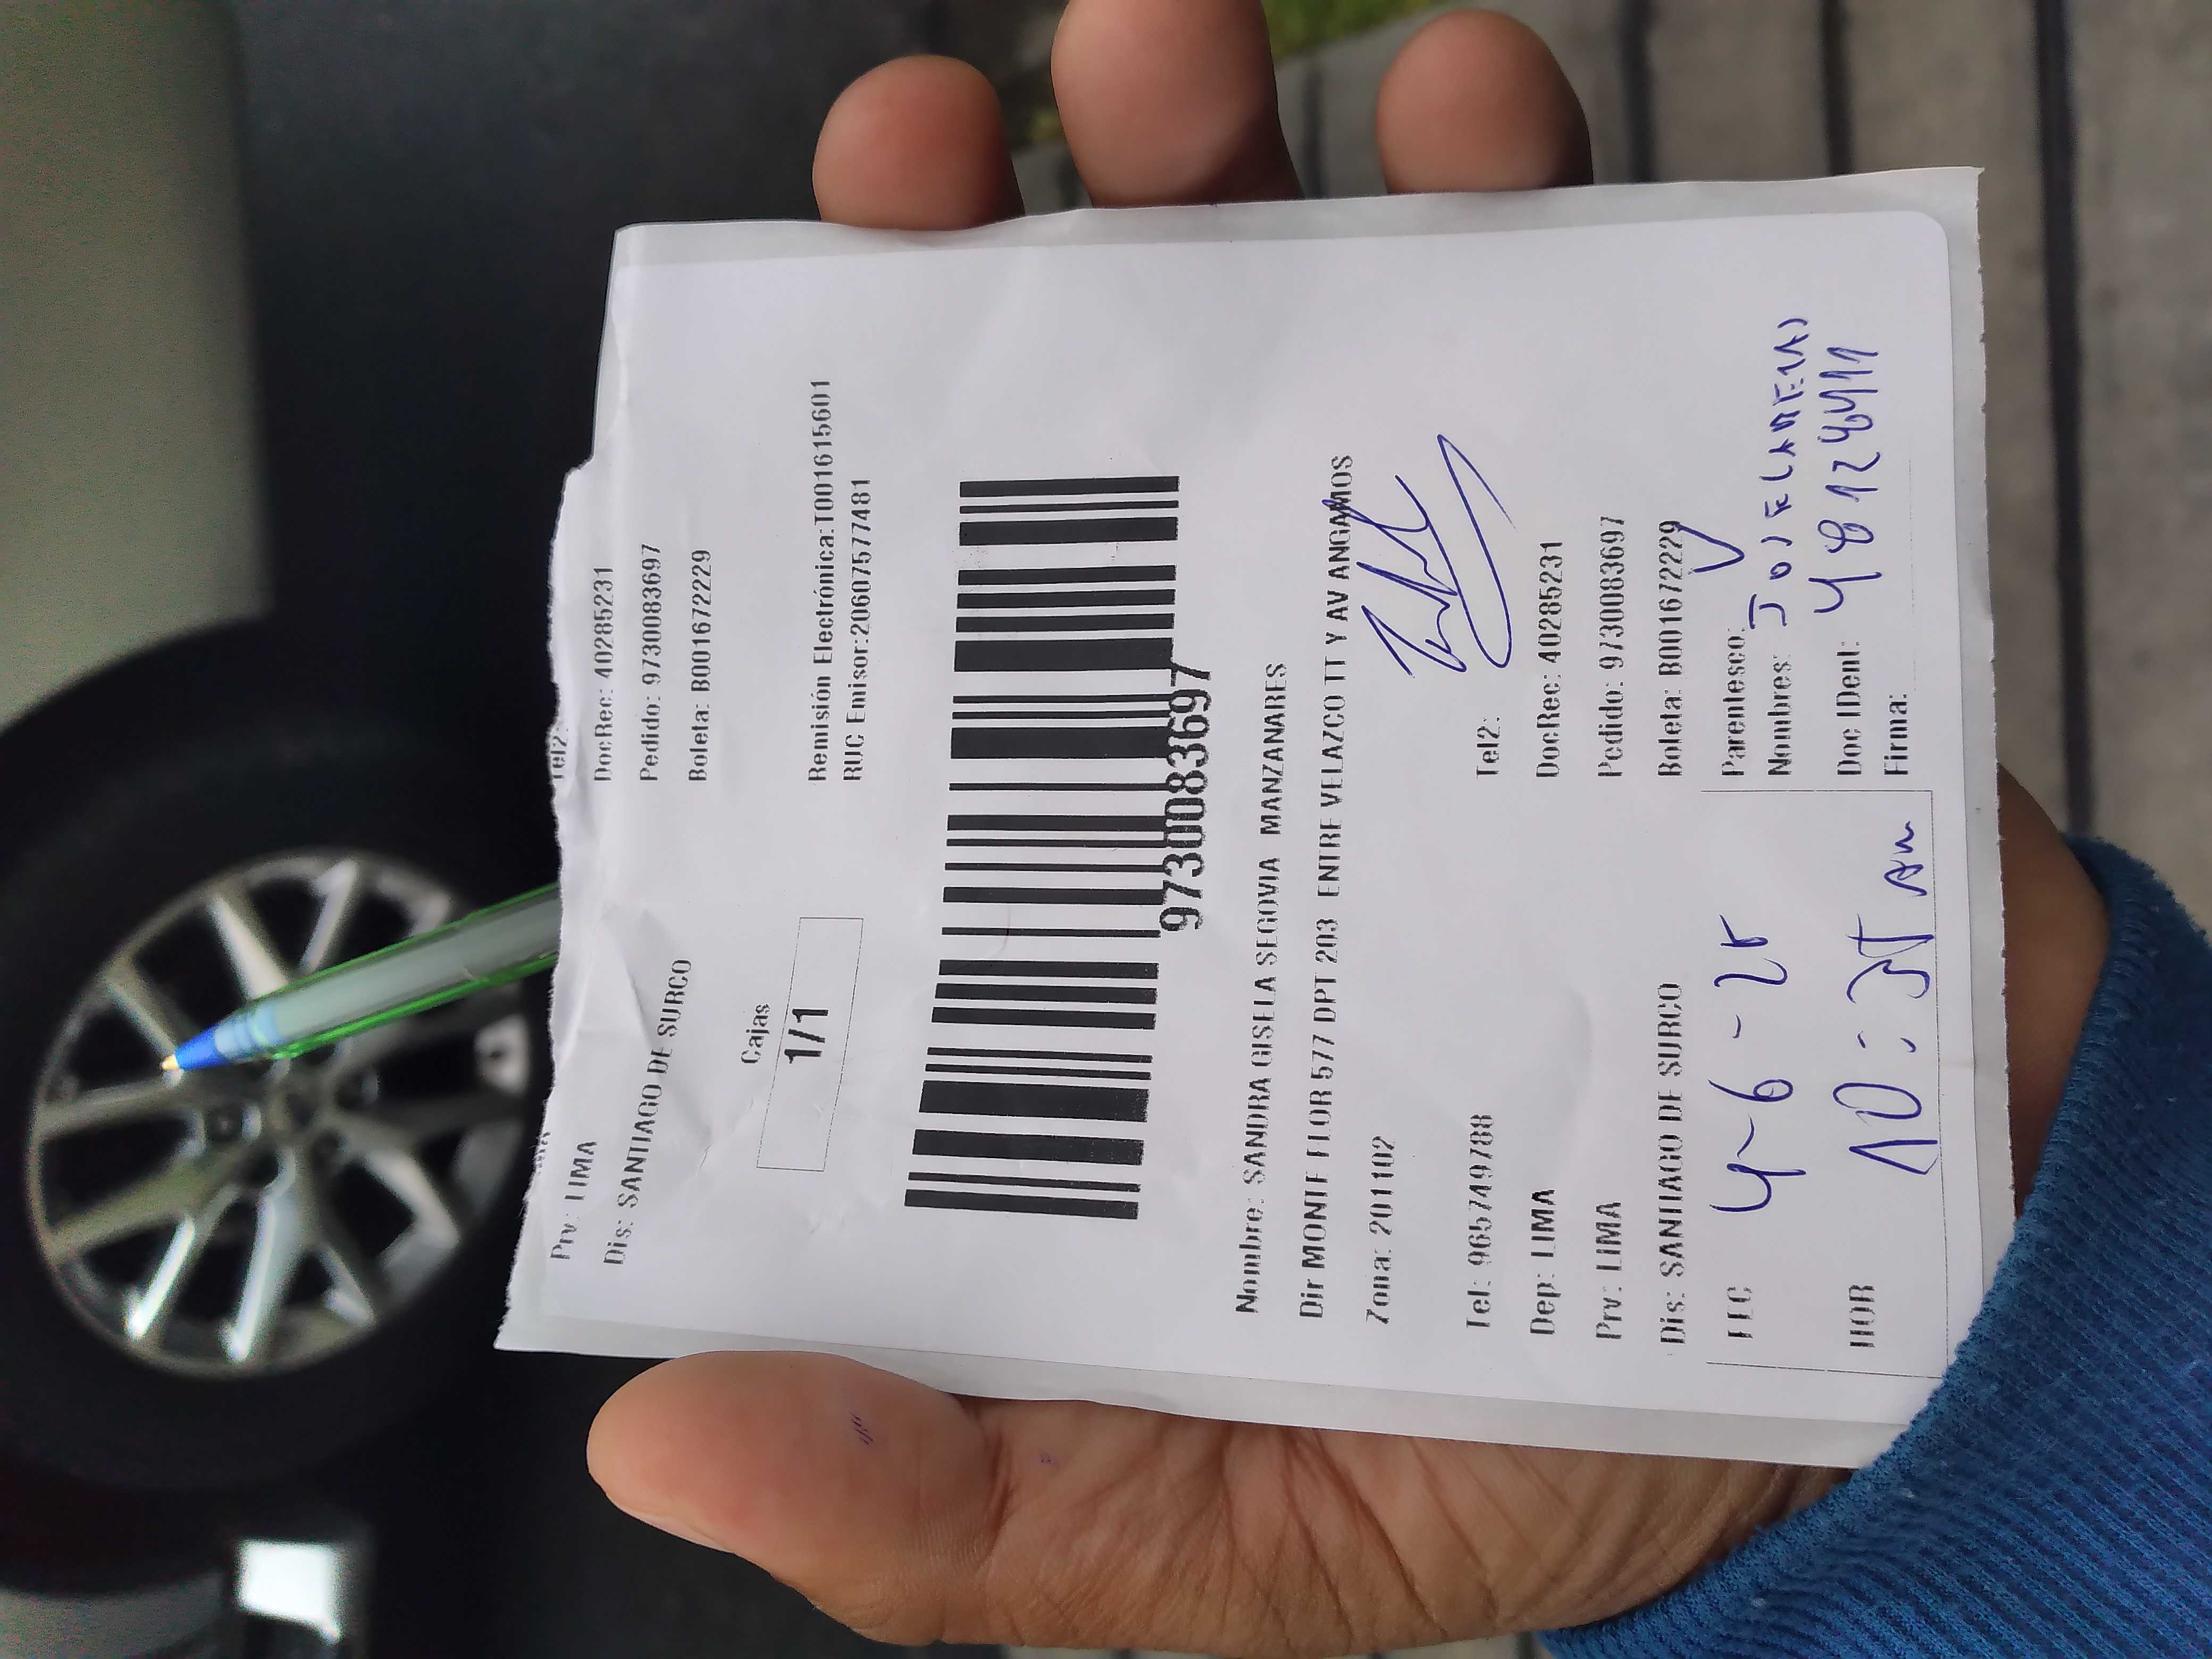 Tel2:
Prv: LIMA DocRec: 40285231
Dis: SANTIAGO DE SURCO Pedido: 9730083697
Boleta: B001672229
Cajas
1/1
Remisión Electrónica:T001615601
RUC Emisor:20607577481
9730083697
Nombre: SANDRA GISELA SEGOVIA MANZANARES
Dir MONTE FLOR 577 DPT 203 ENTRE VELAZCO TT Y AV ANGAMOS
Zona: 201102
Tel: 965749788 Tel2:
Dep: LIMA DocRec: 40285231
Prv: LIMA Pedido: 9730083697
Dis: SANTIAGO DE SURCO Boleta: B001672229
FEC 4-6-25 Parentesco:
Nombres: JOSE
HOR 10: AM Doc IDent:
Firma: